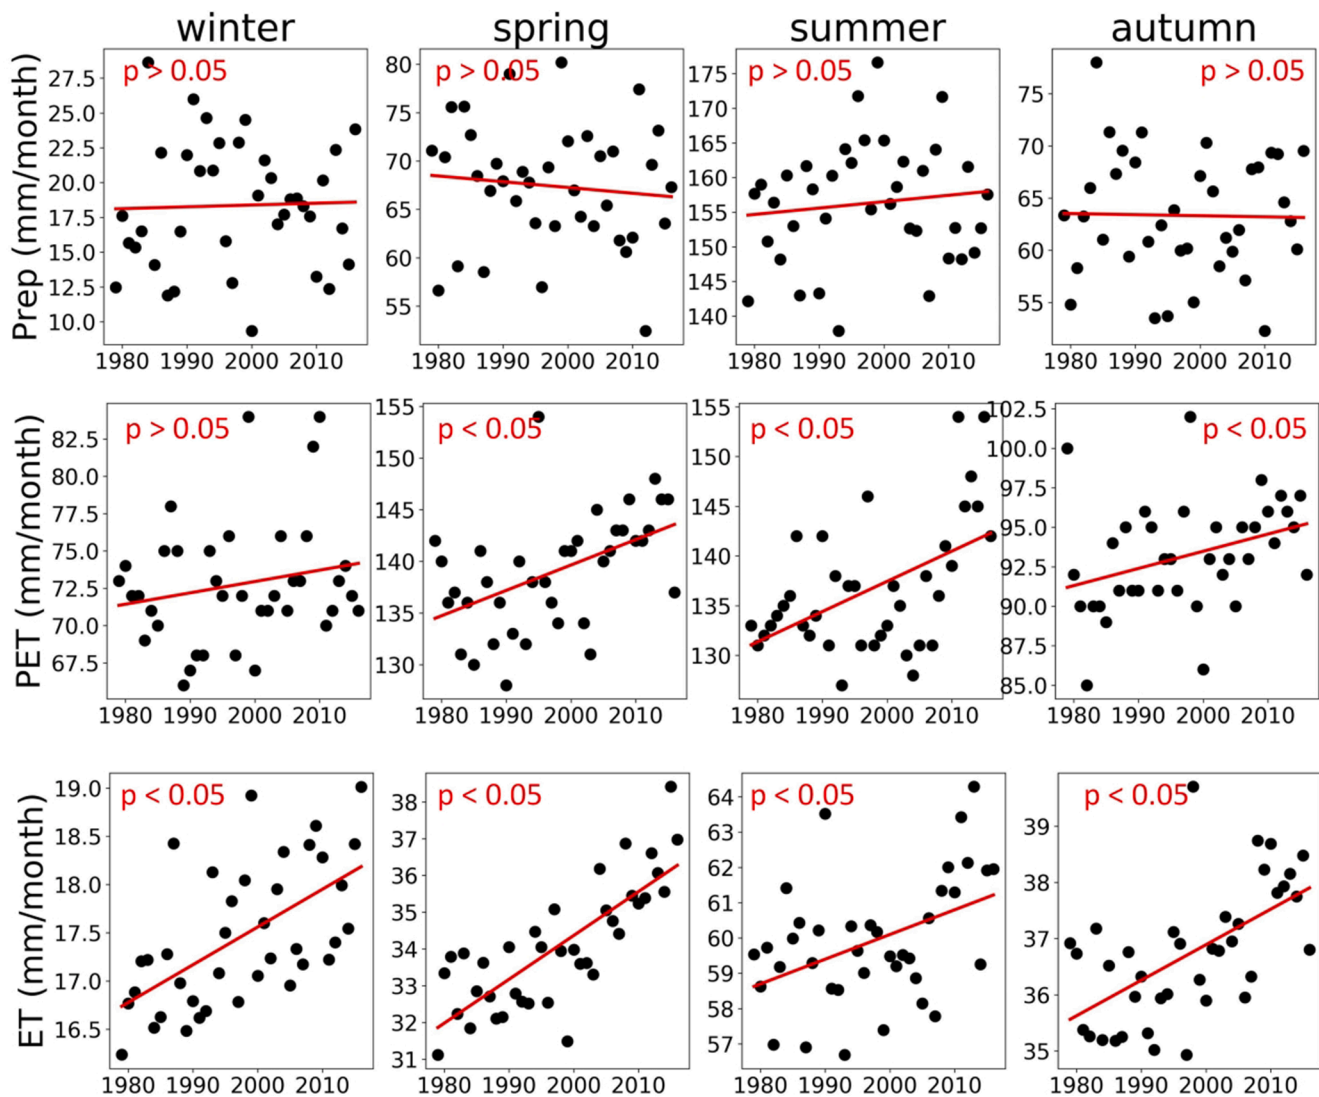 winter spring summer autumn
Prep (mm/month)
p > 0.05
27.5
25.0
22.5
20.0
17.5
15.0
12.5
10.0
1980 1990 2000 2010
p > 0.05
80
75
70
65
60
55
1980 1990 2000 2010
p > 0.05
175
170
165
160
155
150
145
140
1980 1990 2000 2010
p > 0.05
75
70
65
60
55
1980 1990 2000 2010
PET (mm/month)
p > 0.05
82.5
80.0
77.5
75.0
72.5
70.0
67.5
1980 1990 2000 2010
p < 0.05
155
150
145
140
135
130
1980 1990 2000 2010
p < 0.05
155
150
145
140
135
130
1980 1990 2000 2010
p < 0.05
102.5
100.0
97.5
95.0
92.5
90.0
87.5
85.0
1980 1990 2000 2010
ET (mm/month)
p < 0.05
19.0
18.5
18.0
17.5
17.0
16.5
1980 1990 2000 2010
p < 0.05
38
37
36
35
34
33
32
31
1980 1990 2000 2010
p < 0.05
64
63
62
61
60
59
58
57
1980 1990 2000 2010
p < 0.05
39
38
37
36
35
1980 1990 2000 2010